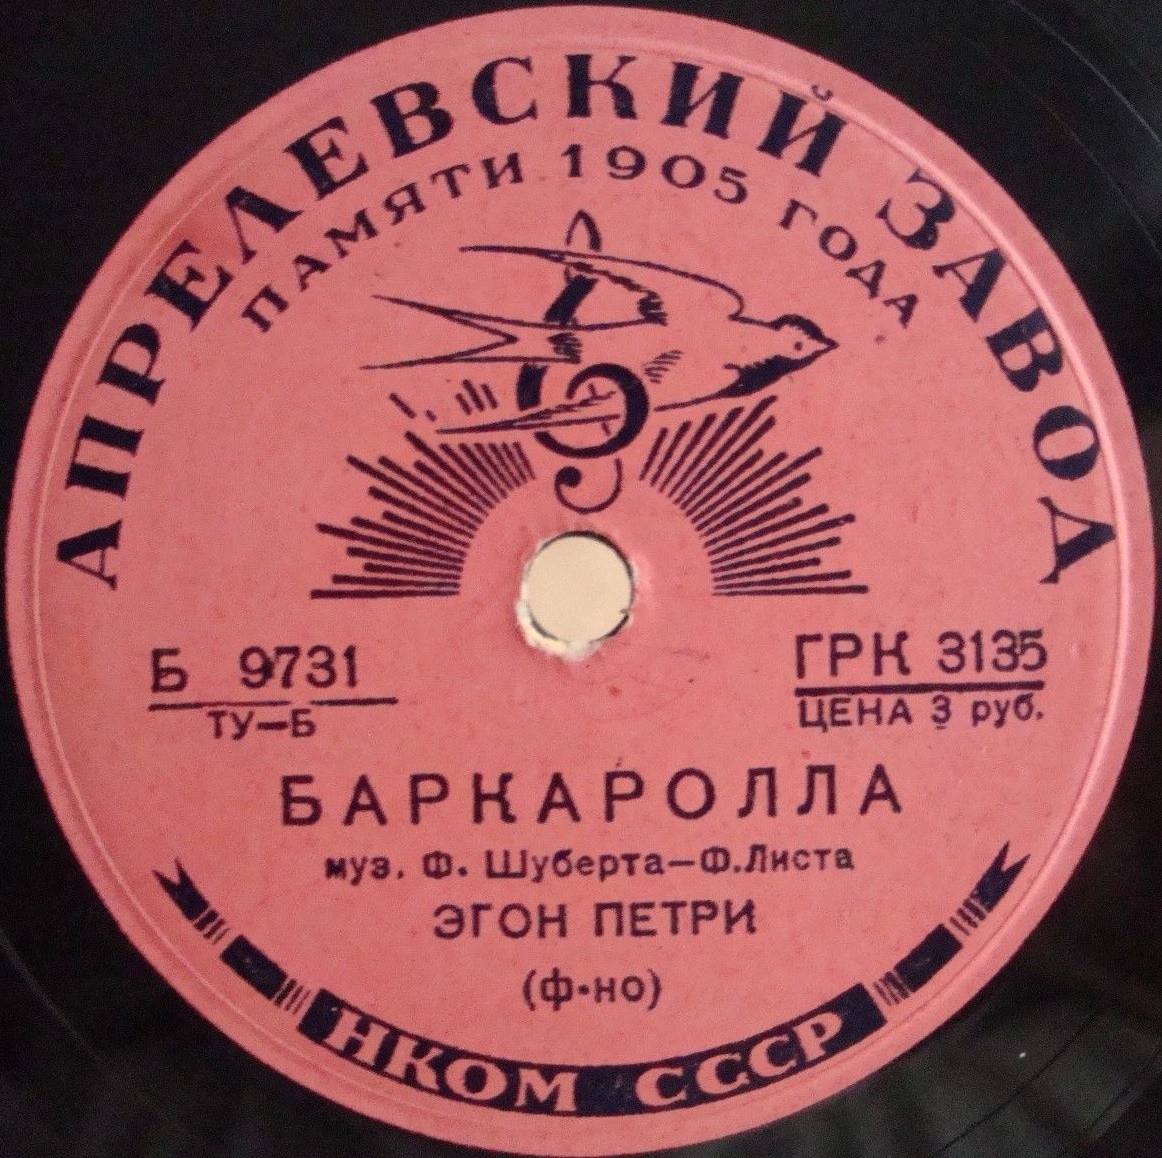 АПРЕЛЕВСКИЙ ЗАВОД
ПАМЯТИ 1905 ГОДА
Б 9731
ТУ—Б
ГРК 3135
ЦЕНА 3 руб.
БАРКАРОЛЛА
муз. Ф. Шуберта—Ф.Листа
ЭГОН ПЕТРИ
(ф-но)
НКОМ СССР